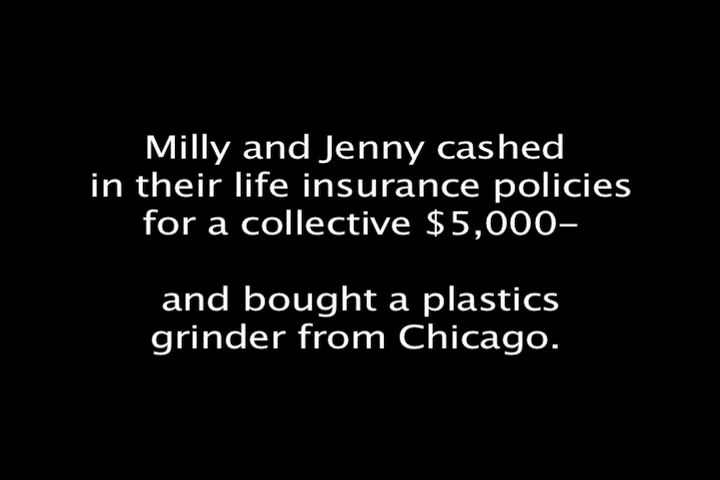 Milly and Jenny cashed
in their life insurance policies
for a collective $5,000–
and bought a plastics
grinder from Chicago.